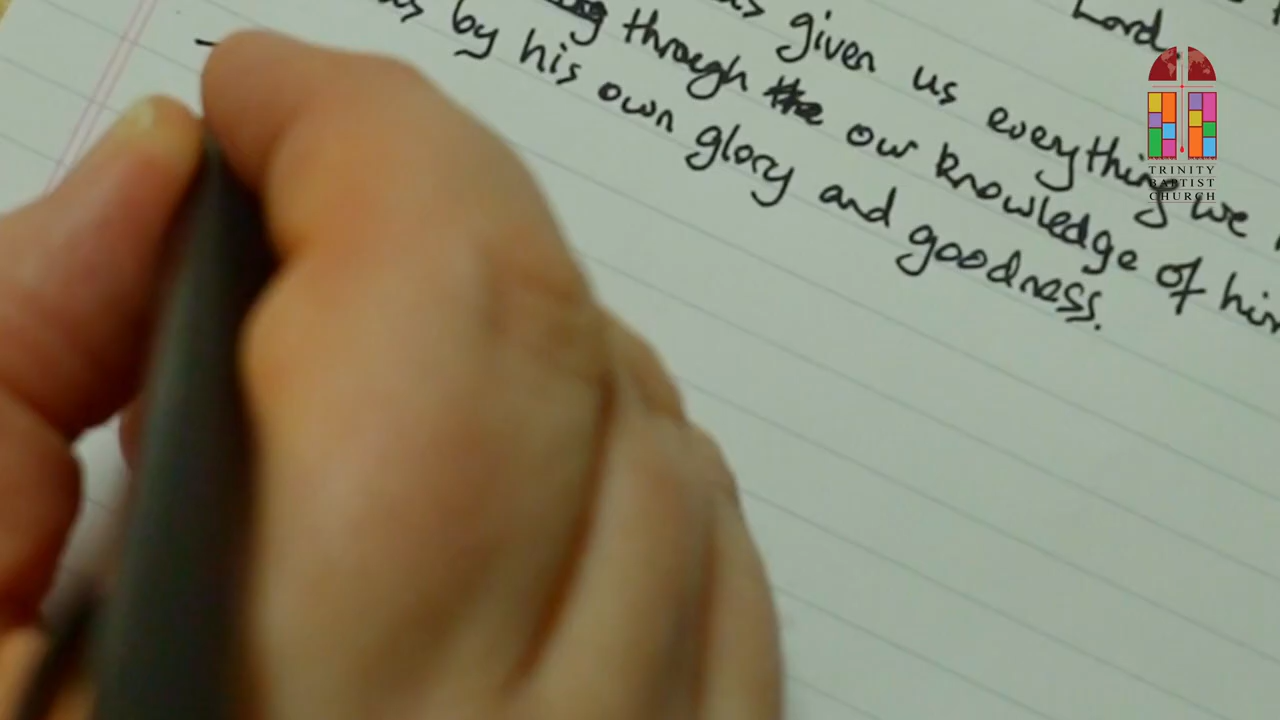 Lord.
given us everything we
through the our knowledge of him
by his own glory and goodness.
TRINITY
BAPTIST
CHURCH